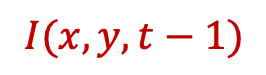 I(x, y, t − 1)